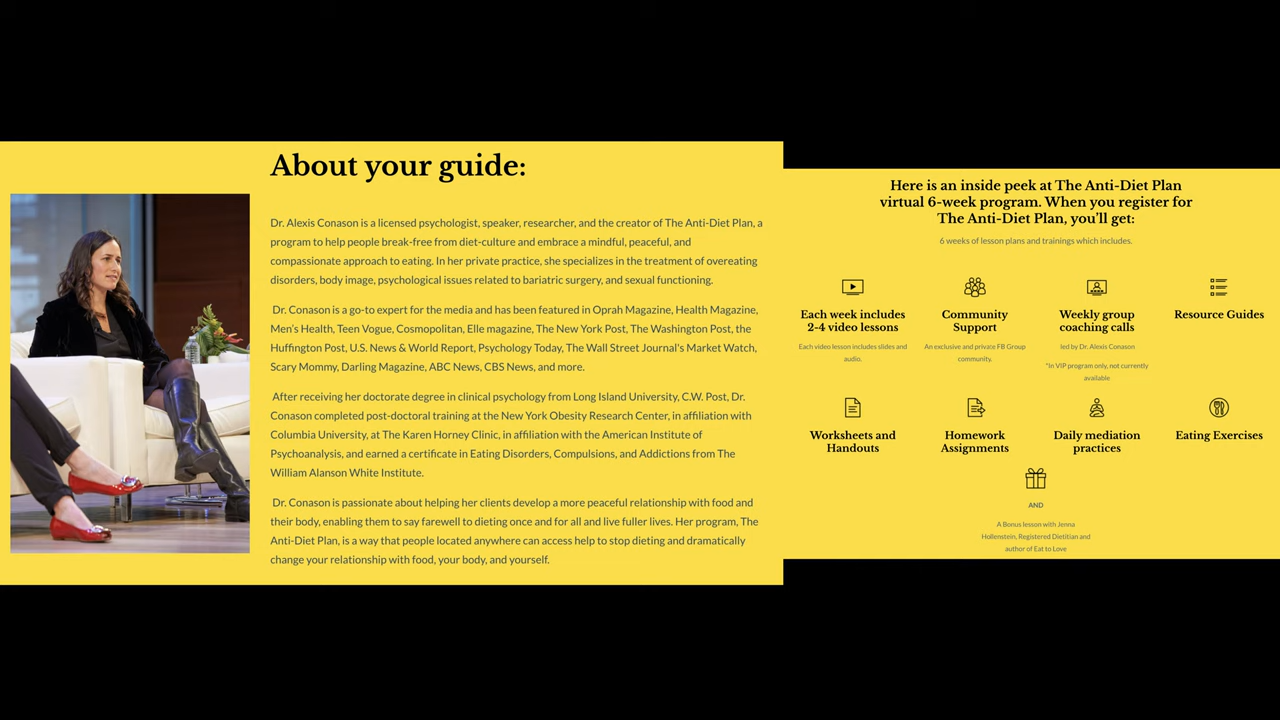 About your guide:
Dr. Alexis Conason is a licensed psychologist, speaker, researcher, and the creator of The Anti-Diet Plan, a
program to help people break-free from diet-culture and embrace a mindful, peaceful, and
compassionate approach to eating. In her private practice, she specializes in the treatment of overeating
disorders, body image, psychological issues related to bariatric surgery, and sexual functioning.
Dr. Conason is a go-to expert for the media and has been featured in Oprah Magazine, Health Magazine,
Men's Health, Teen Vogue, Cosmopolitan, Elle magazine, The New York Post, The Washington Post, the
Huffington Post, U.S. News & World Report, Psychology Today, The Wall Street Journal's Market Watch,
Scary Mommy, Darling Magazine, ABC News, CBS News, and more.
After receiving her doctorate degree in clinical psychology from Long Island University, C.W. Post, Dr.
Conason completed post-doctoral training at the New York Obesity Research Center, in affiliation with
Columbia University, at The Karen Horney Clinic, in affiliation with the American Institute of
Psychoanalysis, and earned a certificate in Eating Disorders, Compulsions, and Addictions from The
William Alanson White Institute.
Dr. Conason is passionate about helping her clients develop a more peaceful relationship with food and
their body, enabling them to say farewell to dieting once and for all and live fuller lives. Her program, The
Anti-Diet Plan, is a way that people located anywhere can access help to stop dieting and dramatically
change your relationship with food, your body, and yourself.
Here is an inside peek at The Anti-Diet Plan
virtual 6-week program. When you register for
The Anti-Diet Plan, you'll get:
6 weeks of lesson plans and trainings which includes.
Each week includes
2-4 video lessons
Each video lesson includes slides and
audio.
Community
Support
An exclusive and private FB Group
community.
Weekly group
coaching calls
led by Dr. Alexis Conason
*In VIP program only, not currently
available
Resource Guides
Worksheets and
Handouts
Homework
Assignments
Daily mediation
practices
Eating Exercises
AND
A Bonus lesson with Jenna
Hollenstein, Registered Dietitian and
author of Eat to Love